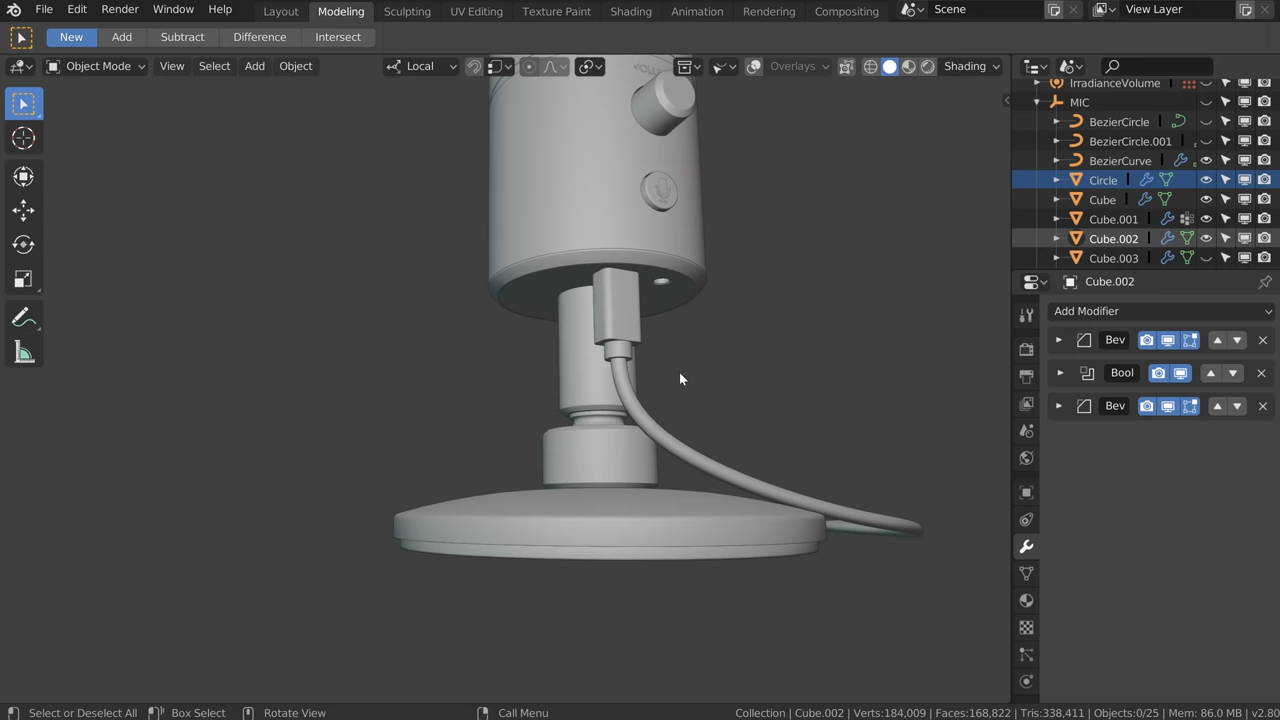 File Edit Render Window Help Layout Modeling Sculpting UV Editing Texture Paint Shading Animation Rendering Compositing Scene View Layer
New Add Subtract Difference Intersect
Object Mode View Select Add Object Local Overlays Shading
IrradianceVolume
MIC
BezierCircle
BezierCircle.001
BezierCurve
Circle
Cube
Cube.001
Cube.002
Cube.003
Cube.002
Add Modifier
Bev
Bool
Bev
Select or Deselect All Box Select Rotate View Call Menu Collection | Cube.002 | Verts:184,009 | Faces:168,822 | Tris:338,411 | Objects:0/25 | Mem: 86.0 MB | v2.80